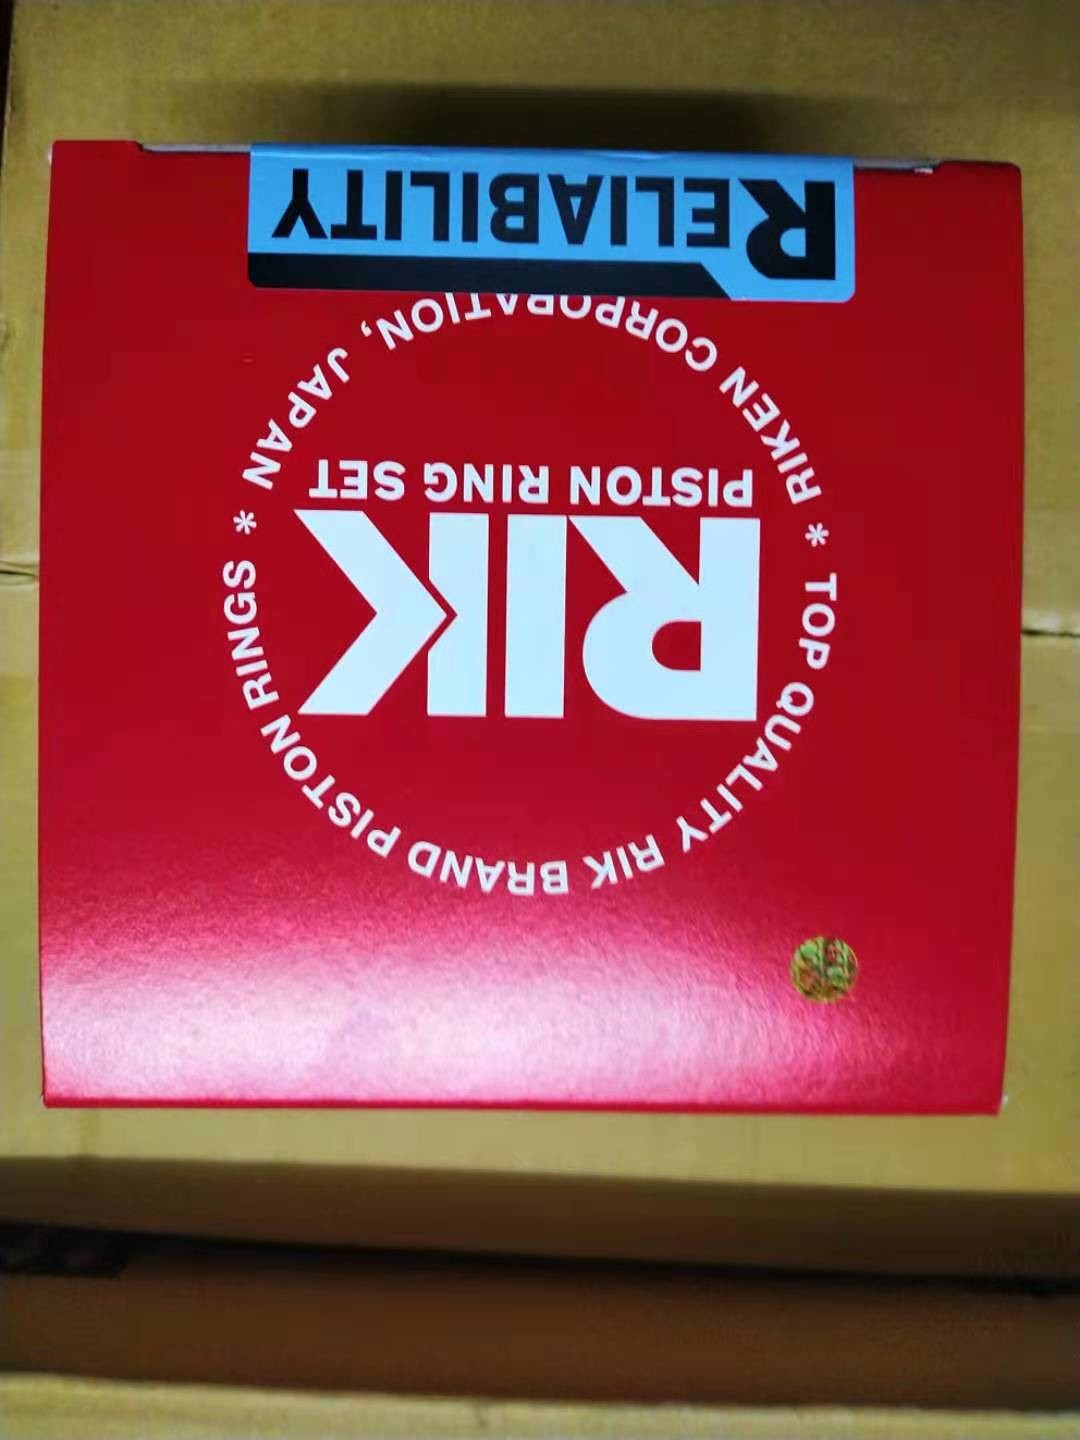 RIK
PISTON RING SET
TOP QUALITY RIK BRAND PISTON RINGS *
RIKEN CORPORATION, JAPAN *
RELIABILITY